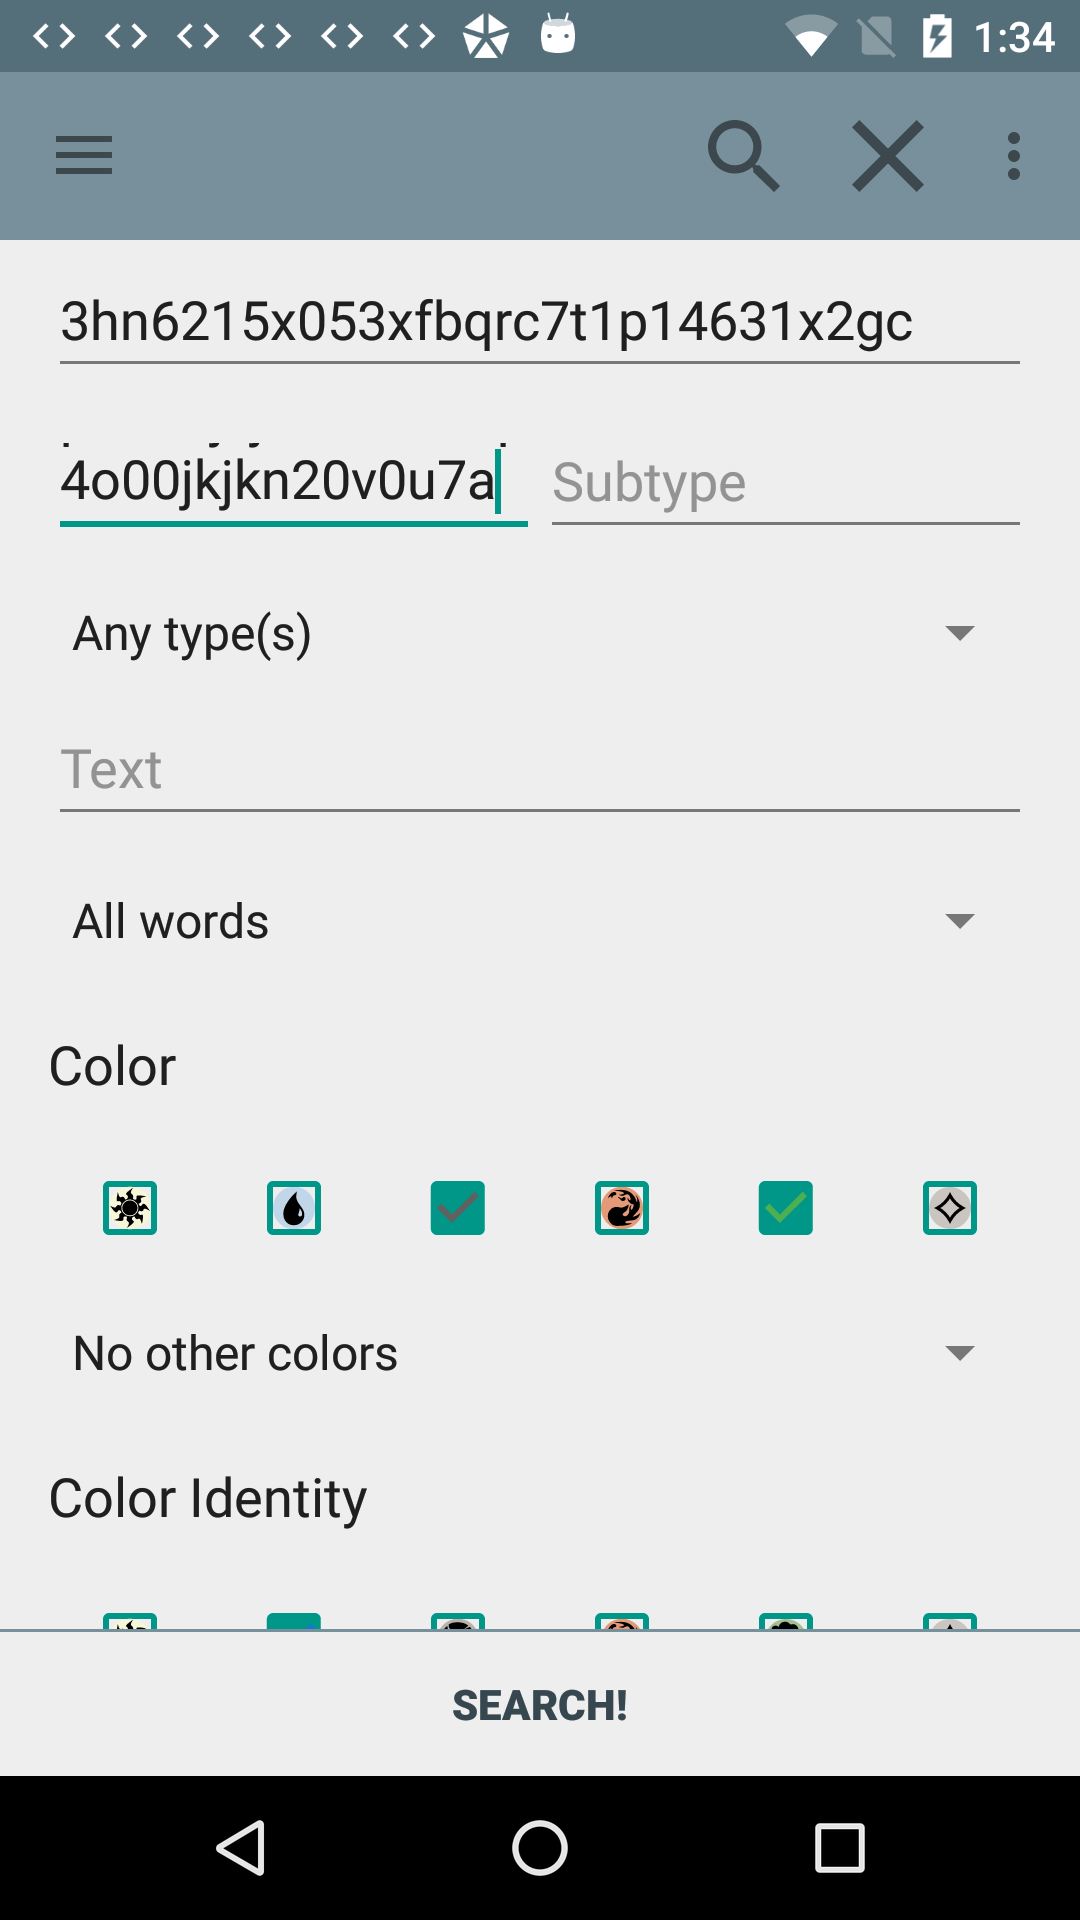 1:34
3hn6215x053xfbqrc7t1p14631x2gc
4o00jkjkn20v0u7a
Subtype
Any type(s)
Text
All words
Color
No other colors
Color Identity
SEARCH!